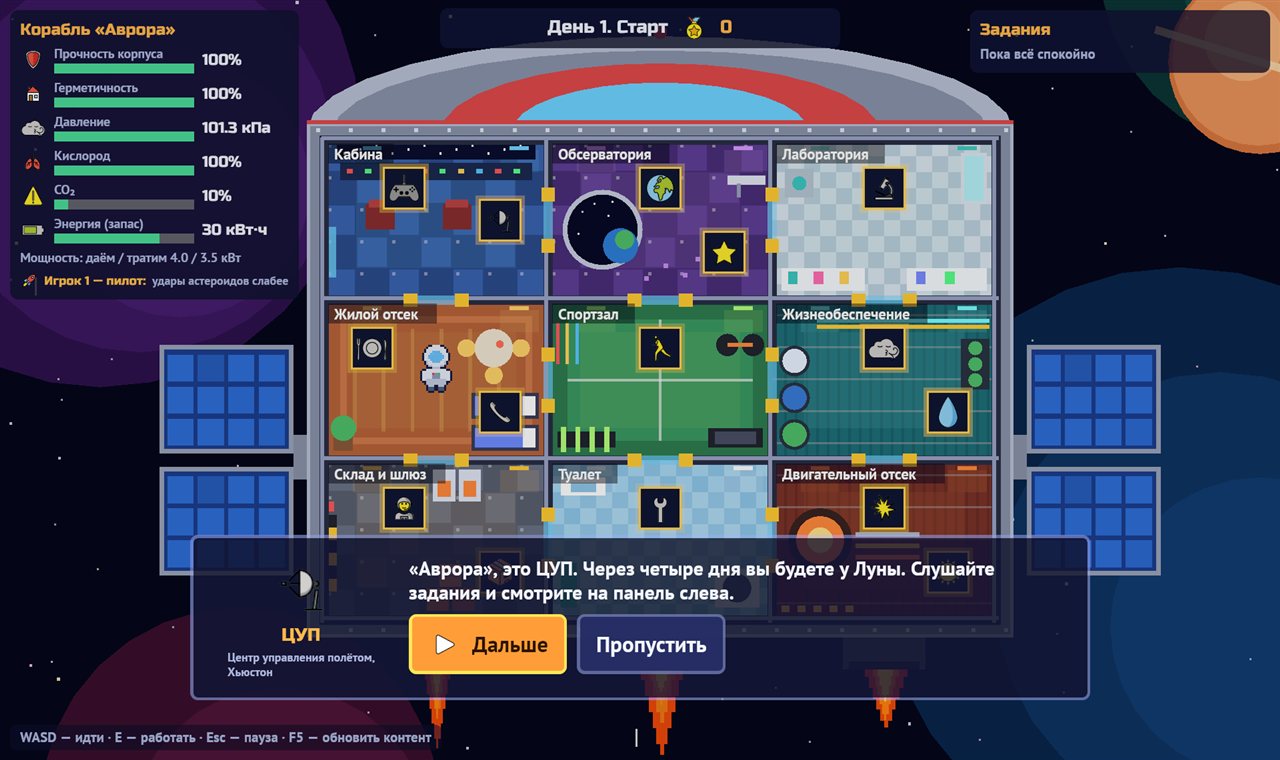 Корабль «Аврора»
Прочность корпуса
100%
Герметичность
100%
Давление
101.3 кПа
Кислород
100%
CO₂
10%
Энергия (запас)
30 кВт·ч
Мощность: даём / тратим 4.0 / 3.5 кВт
Игрок 1 — пилот: удары астероидов слабее
День 1. Старт 0
Задания
Пока всё спокойно
Кабина
Обсерватория
Лаборатория
Жилой отсек
Спортзал
Жизнеобеспечение
Склад и шлюз
Туалет
Двигательный отсек
«Аврора», это ЦУП. Через четыре дня вы будете у Луны. Слушайте
задания и смотрите на панель слева.
ЦУП
Центр управления полётом,
Хьюстон
Дальше
Пропустить
WASD — идти · E — работать · Esc — пауза · F5 — обновить контент